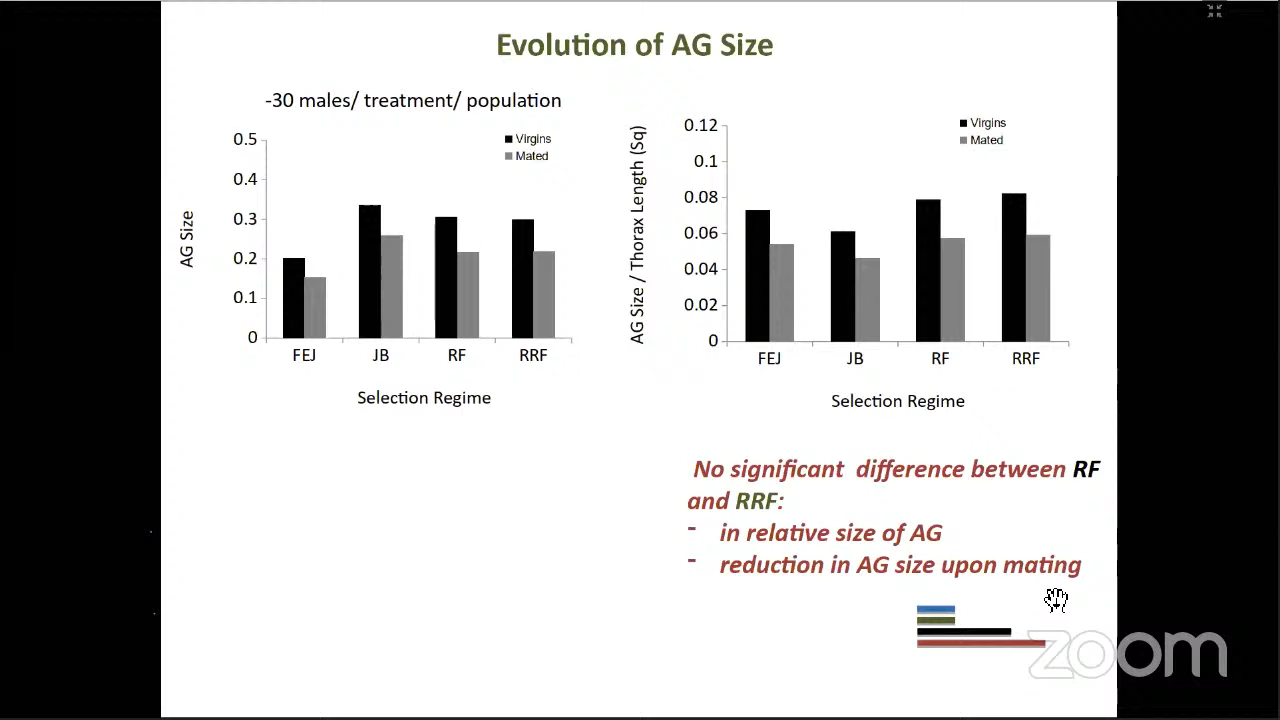 Evolution of AG Size
-30 males/ treatment/ population
0.5
0.4
0.3
0.2
0.1
0
AG Size
Virgins
Mated
FEJ JB RF RRF
Selection Regime
0.12
0.1
0.08
0.06
0.04
0.02
0
AG Size / Thorax Length (Sq)
Virgins
Mated
FEJ JB RF RRF
Selection Regime
No significant difference between RF
and RRF:
- in relative size of AG
- reduction in AG size upon mating
zoom